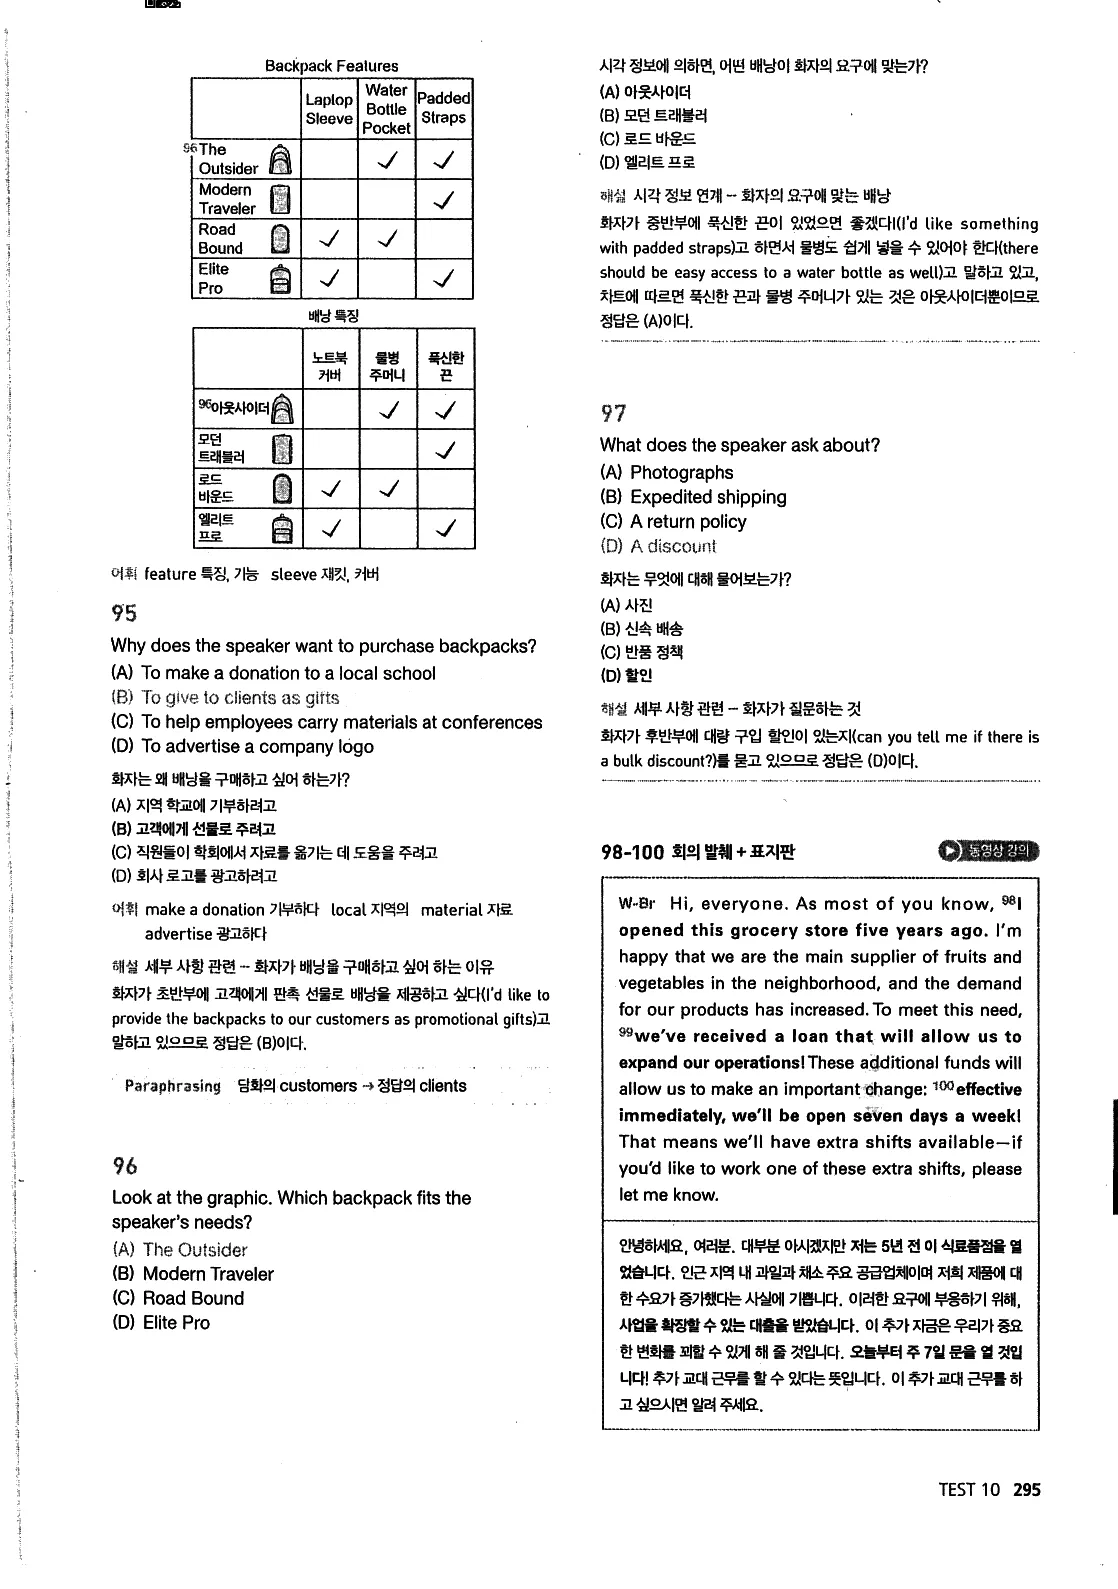 Backpack Features
Laptop Sleeve
Water Bottle Pocket
Padded Straps
96 The Outsider ✓ ✓
Modern Traveler ✓
Road Bound ✓ ✓
Elite Pro ✓ ✓
배낭 특징
노트북 커버
물병 주머니
푹신한 끈
96아웃사이더 ✓ ✓
모던 트래블러 ✓
로드 바운드 ✓ ✓
엘리트 프로 ✓ ✓
어휘 feature 특징, 기능 sleeve 재킷, 커버
95
Why does the speaker want to purchase backpacks?
(A) To make a donation to a local school
(B) To give to clients as gifts
(C) To help employees carry materials at conferences
(D) To advertise a company logo
화자는 왜 배낭을 구매하고 싶어 하는가?
(A) 지역 학교에 기부하려고
(B) 고객에게 선물로 주려고
(C) 직원들이 학회에서 자료를 옮기는 데 도움을 주려고
(D) 회사 로고를 광고하려고
어휘 make a donation 기부하다 local 지역의 material 자료
advertise 광고하다
해설 세부 사항 관련 – 화자가 배낭을 구매하고 싶어 하는 이유
화자가 초반부에 고객에게 판촉 선물로 배낭을 제공하고 싶다(I'd like to
provide the backpacks to our customers as promotional gifts)고
말하고 있으므로 정답은 (B)이다.
Paraphrasing 담화의 customers → 정답의 clients
96
Look at the graphic. Which backpack fits the
speaker's needs?
(A) The Outsider
(B) Modern Traveler
(C) Road Bound
(D) Elite Pro
시각 정보에 의하면, 어떤 배낭이 화자의 요구에 맞는가?
(A) 아웃사이더
(B) 모던 트래블러
(C) 로드 바운드
(D) 엘리트 프로
해설 시각 정보 연계 – 화자의 요구에 맞는 배낭
화자가 중반부에 푹신한 끈이 있었으면 좋겠다(I'd like something
with padded straps)고 하면서 물병도 쉽게 넣을 수 있어야 한다(there
should be easy access to a water bottle as well)고 말하고 있고,
차트에 따르면 푹신한 끈과 물병 주머니가 있는 것은 아웃사이더뿐이므로
정답은 (A)이다.
97
What does the speaker ask about?
(A) Photographs
(B) Expedited shipping
(C) A return policy
(D) A discount
화자는 무엇에 대해 물어보는가?
(A) 사진
(B) 신속 배송
(C) 반품 정책
(D) 할인
해설 세부 사항 관련 – 화자가 질문하는 것
화자가 후반부에 대량 구입 할인이 있는지(can you tell me if there is
a bulk discount?)를 묻고 있으므로 정답은 (D)이다.
98-100 회의 발췌 + 표지판
동영상 강의
W-Br Hi, everyone. As most of you know, 98I
opened this grocery store five years ago. I'm
happy that we are the main supplier of fruits and
vegetables in the neighborhood, and the demand
for our products has increased. To meet this need,
99we've received a loan that will allow us to
expand our operations! These additional funds will
allow us to make an important change: 100effective
immediately, we'll be open seven days a week!
That means we'll have extra shifts available—if
you'd like to work one of these extra shifts, please
let me know.
안녕하세요, 여러분. 대부분 아시겠지만 저는 5년 전 이 식료품점을 열
었습니다. 인근 지역 내 과일과 채소 주요 공급업체이며 저희 제품에 대
한 수요가 증가했다는 사실에 기쁩니다. 이러한 요구에 부응하기 위해,
사업을 확장할 수 있는 대출을 받았습니다. 이 추가 자금은 우리가 중요
한 변화를 꾀할 수 있게 해 줄 것입니다. 오늘부터 주 7일 문을 열 것입
니다! 추가 교대 근무를 할 수 있다는 뜻입니다. 이 추가 교대 근무를 하
고 싶으시면 알려 주세요.
TEST 10 295